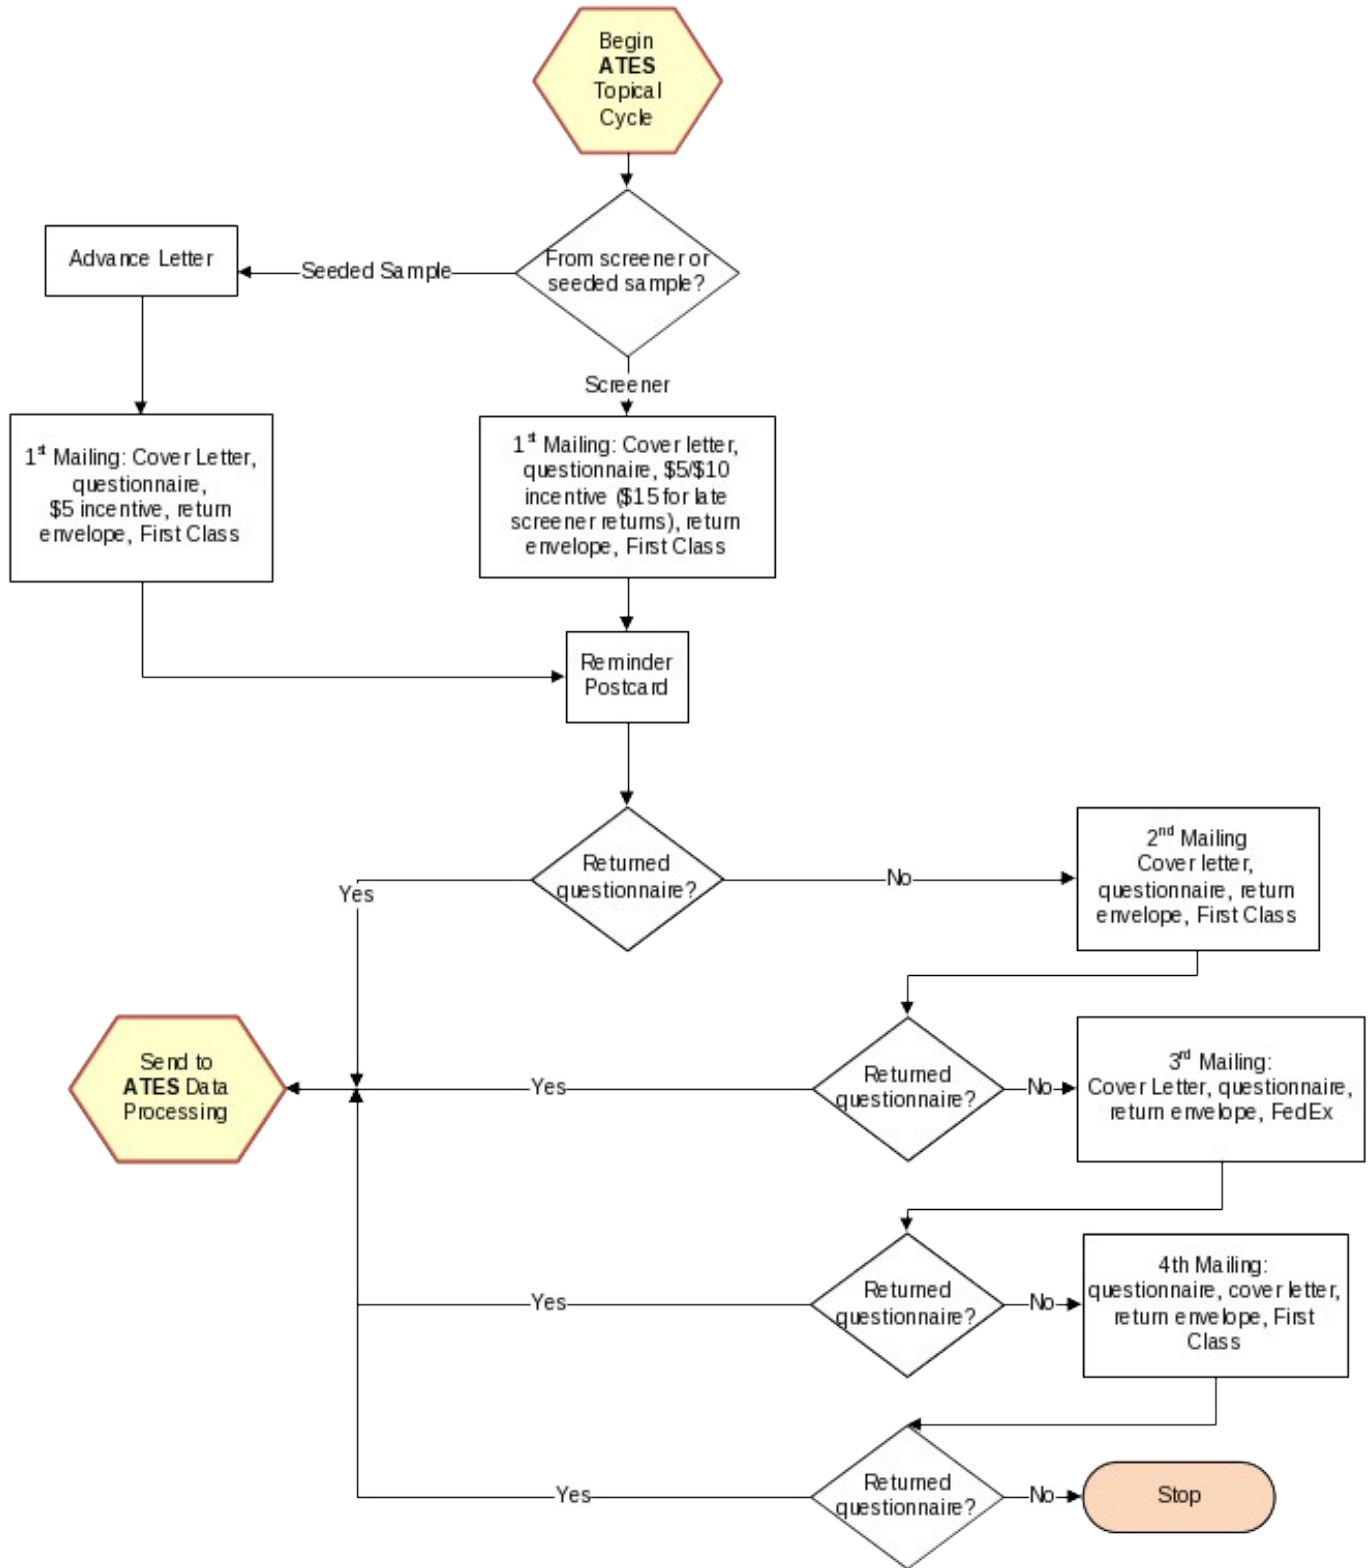 Begin
ATES
Topical
Cycle
From screener or
seeded sample?
Seeded Sample
Advance Letter
Screener
1st Mailing: Cover Letter,
questionnaire,
$5 incentive, return
envelope, First Class
1st Mailing: Cover letter,
questionnaire, $5/$10
incentive ($15 for late
screener returns), return
envelope, First Class
Reminder
Postcard
Returned
questionnaire?
Yes
No
2nd Mailing
Cover letter,
questionnaire, return
envelope, First Class
Send to
ATES Data
Processing
Yes
Returned
questionnaire?
No
3rd Mailing:
Cover Letter, questionnaire,
return envelope, FedEx
Yes
Returned
questionnaire?
No
4th Mailing:
questionnaire, cover letter,
return envelope, First
Class
Yes
Returned
questionnaire?
No
Stop